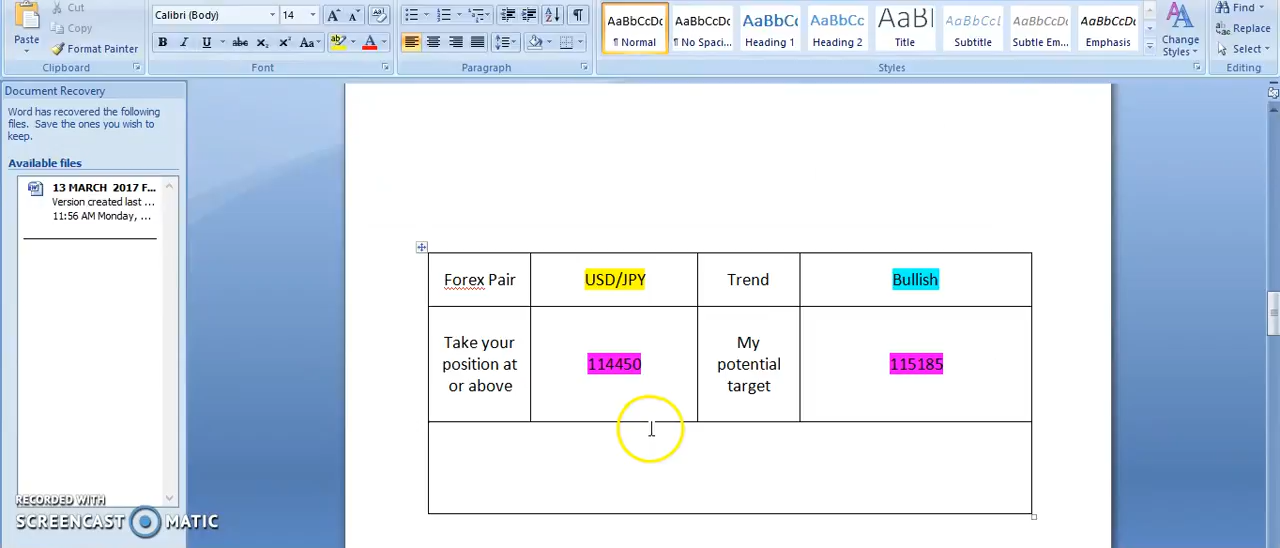 Cut
Copy
Paste
Format Painter
Clipboard
Calibri (Body)
14
A A
B I U abc x₂ x² Aa
Font
Paragraph
AaBbCcDc
¶ Normal
AaBbCcDc
¶ No Spaci...
AaBbCc
Heading 1
AaBbCc
Heading 2
AaBl
Title
AaBbCcl
Subtitle
AaBbCcDc
Subtle Em...
AaBbCcDc
Emphasis
Change
Styles
Styles
Find
Replace
Select
Editing
Document Recovery
Word has recovered the following
files. Save the ones you wish to
keep.
Available files
13 MARCH 2017 F...
Version created last ...
11:56 AM Monday, ...
Forex Pair
USD/JPY
Trend
Bullish
Take your
position at
or above
114450
My
potential
target
115185
RECORDED WITH
SCREENCAST MATIC